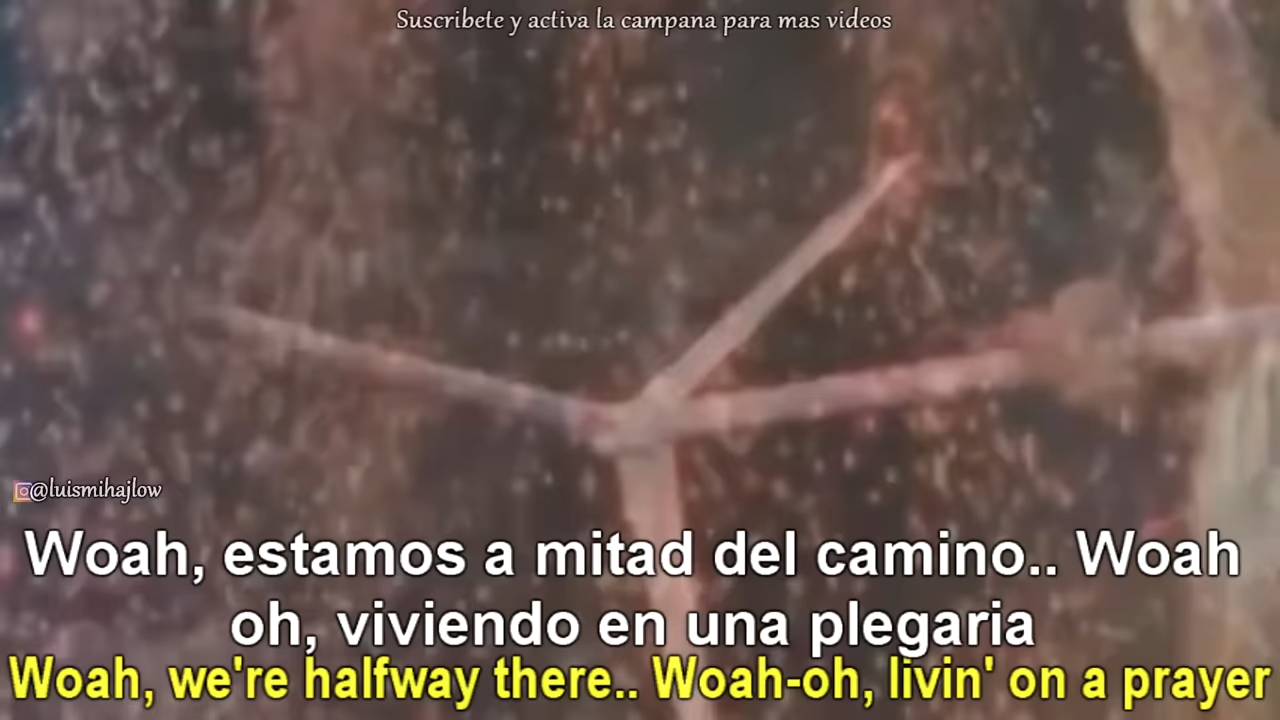 Suscribete y activa la campana para mas videos
@luismihajlow
Woah, estamos a mitad del camino.. Woah
oh, viviendo en una plegaria
Woah, we're halfway there.. Woah-oh, livin' on a prayer